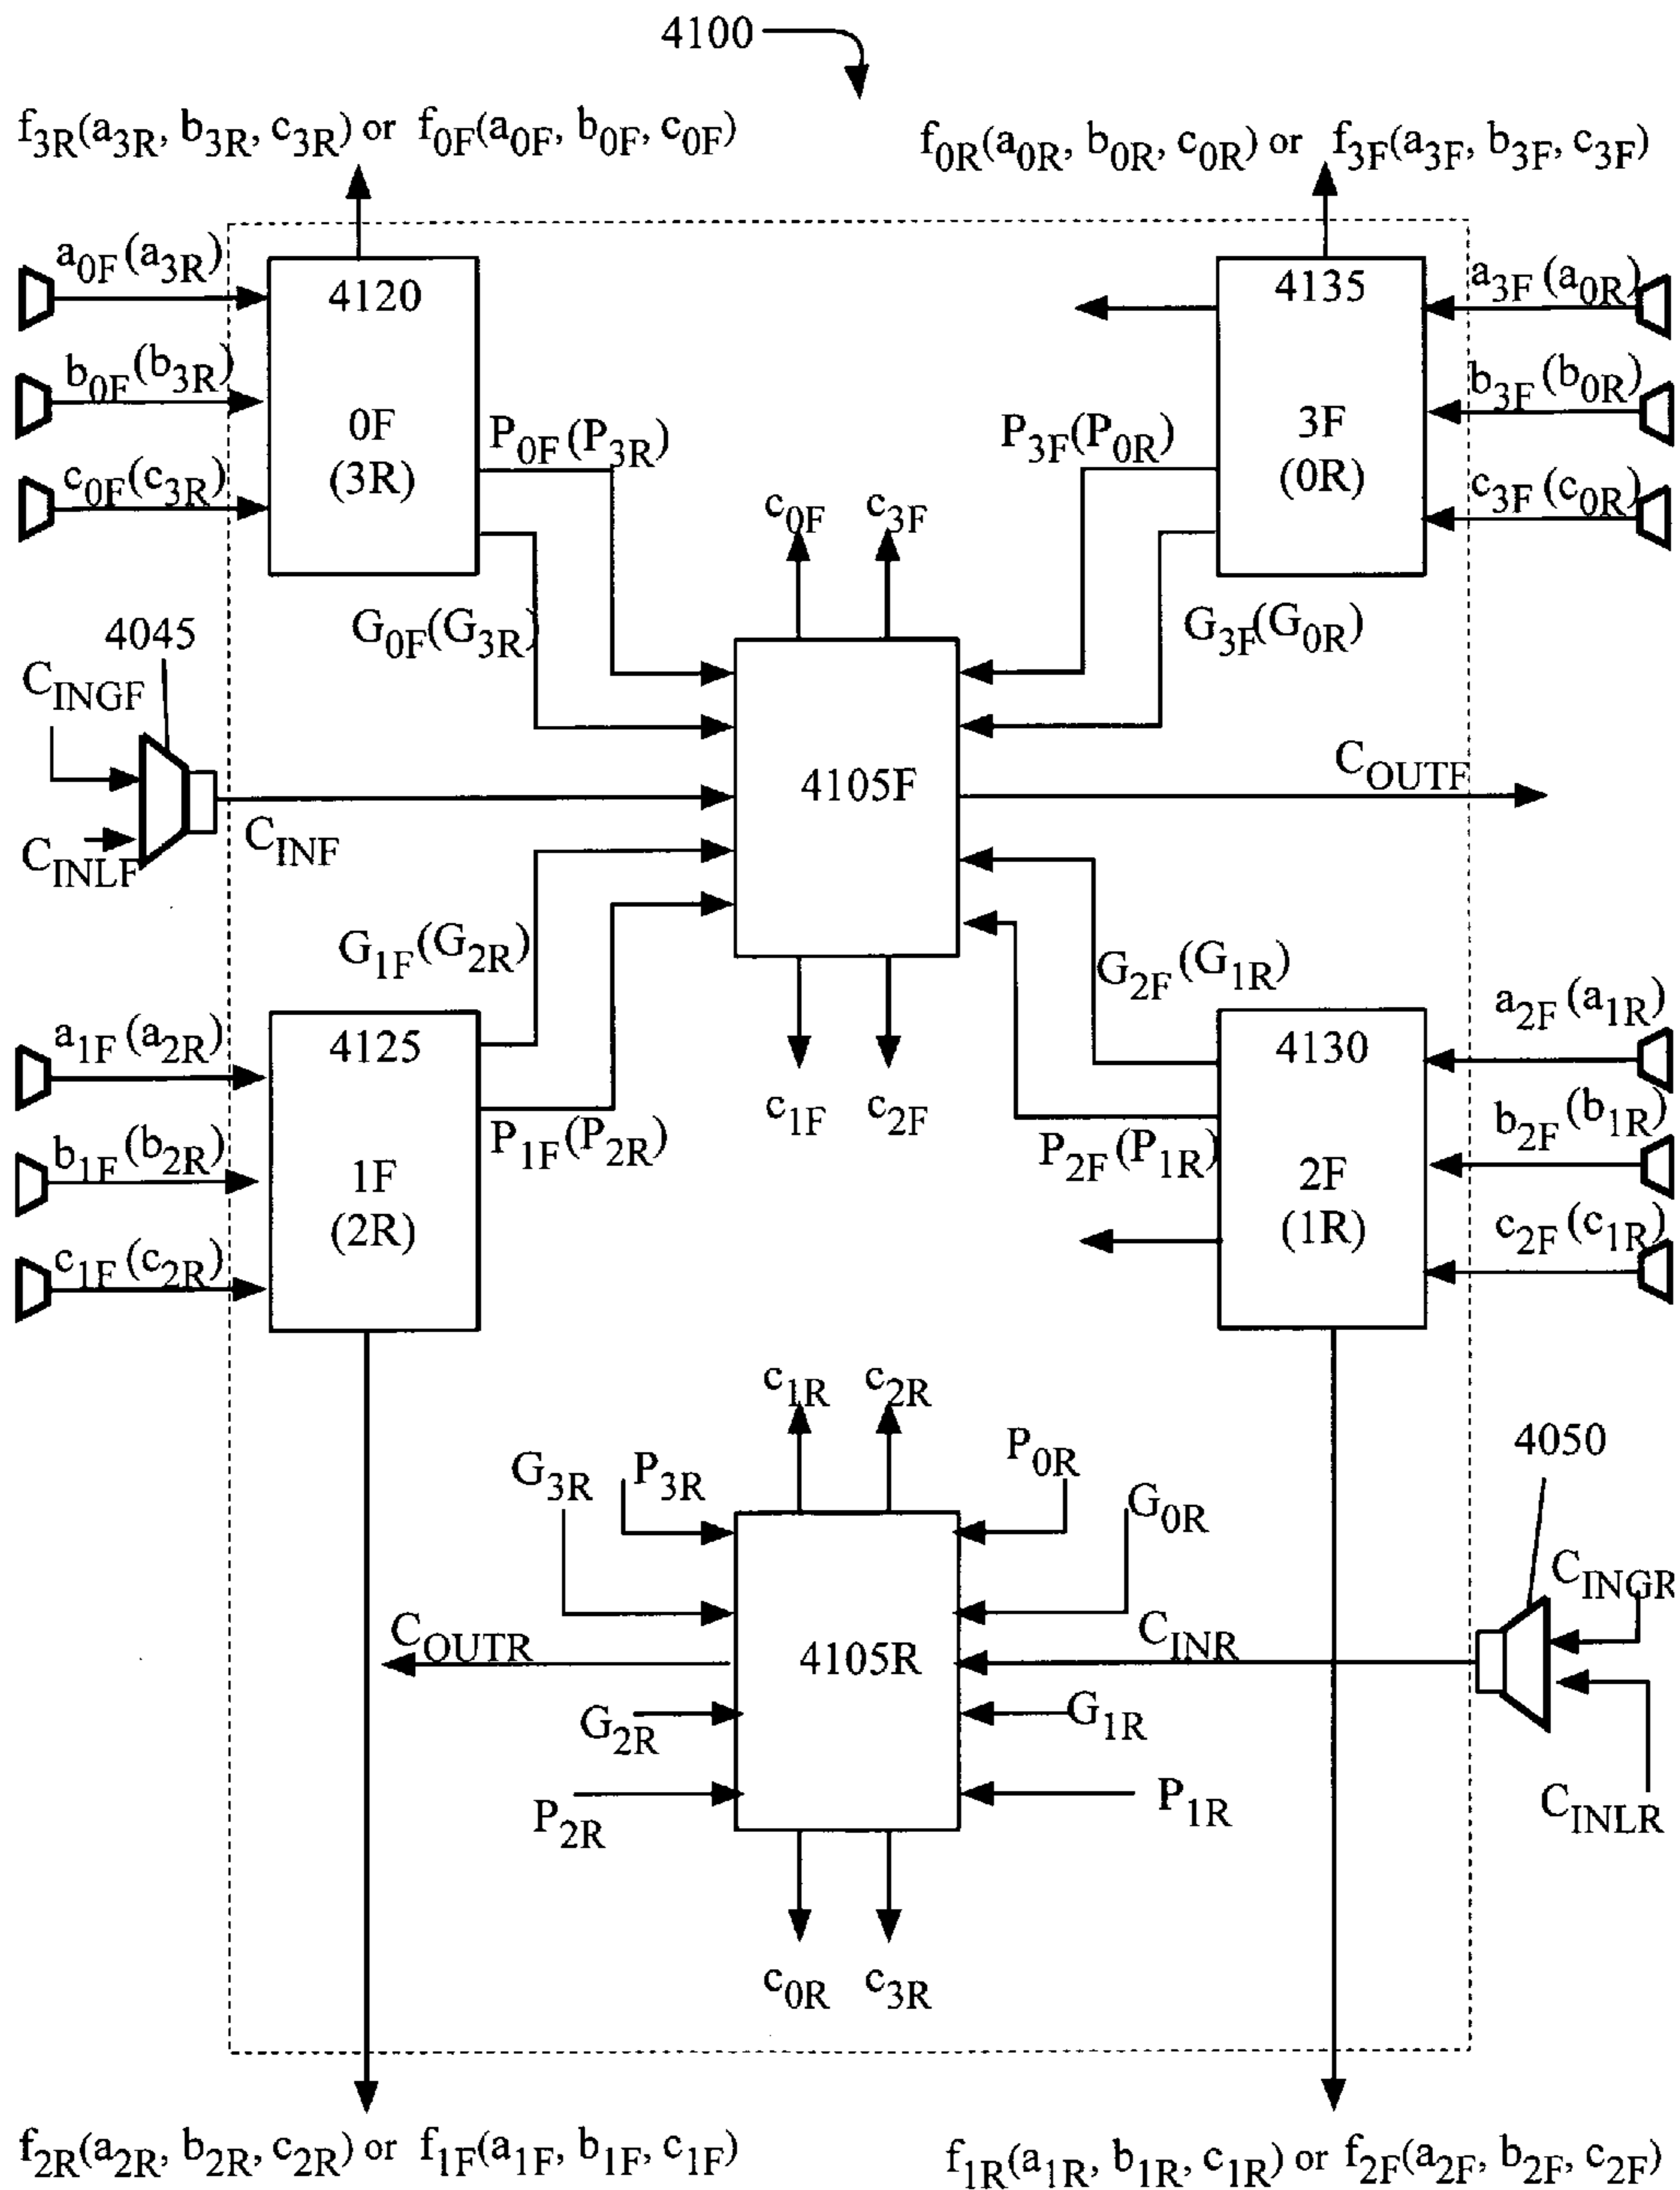 4100
f3R(a3R, b3R, c3R) or f0F(a0F, b0F, c0F)
f0R(a0R, b0R, c0R) or f3F(a3F, b3F, c3F)
a0F (a3R)
4120
4135
a3F (a0R)
b0F (b3R)
b3F (b0R)
0F
(3R)
P0F (P3R)
P3F(P0R)
3F
(0R)
c0F (c3R)
c3F (c0R)
c0F
c3F
G0F(G3R)
G3F(G0R)
4045
CINGF
4105F
COUTF
CINF
CINLF
G1F(G2R)
G2F (G1R)
a1F (a2R)
4125
4130
a2F (a1R)
c1F
c2F
b1F (b2R)
P1F(P2R)
P2F (P1R)
b2F (b1R)
1F
(2R)
2F
(1R)
c1F (c2R)
c2F (c1R)
c1R
c2R
G3R
P3R
P0R
G0R
4050
CINGR
COUTR
4105R
CINR
G2R
G1R
P2R
P1R
CINLR
c0R
c3R
f2R(a2R, b2R, c2R) or f1F(a1F, b1F, c1F)
f1R(a1R, b1R, c1R) or f2F(a2F, b2F, c2F)